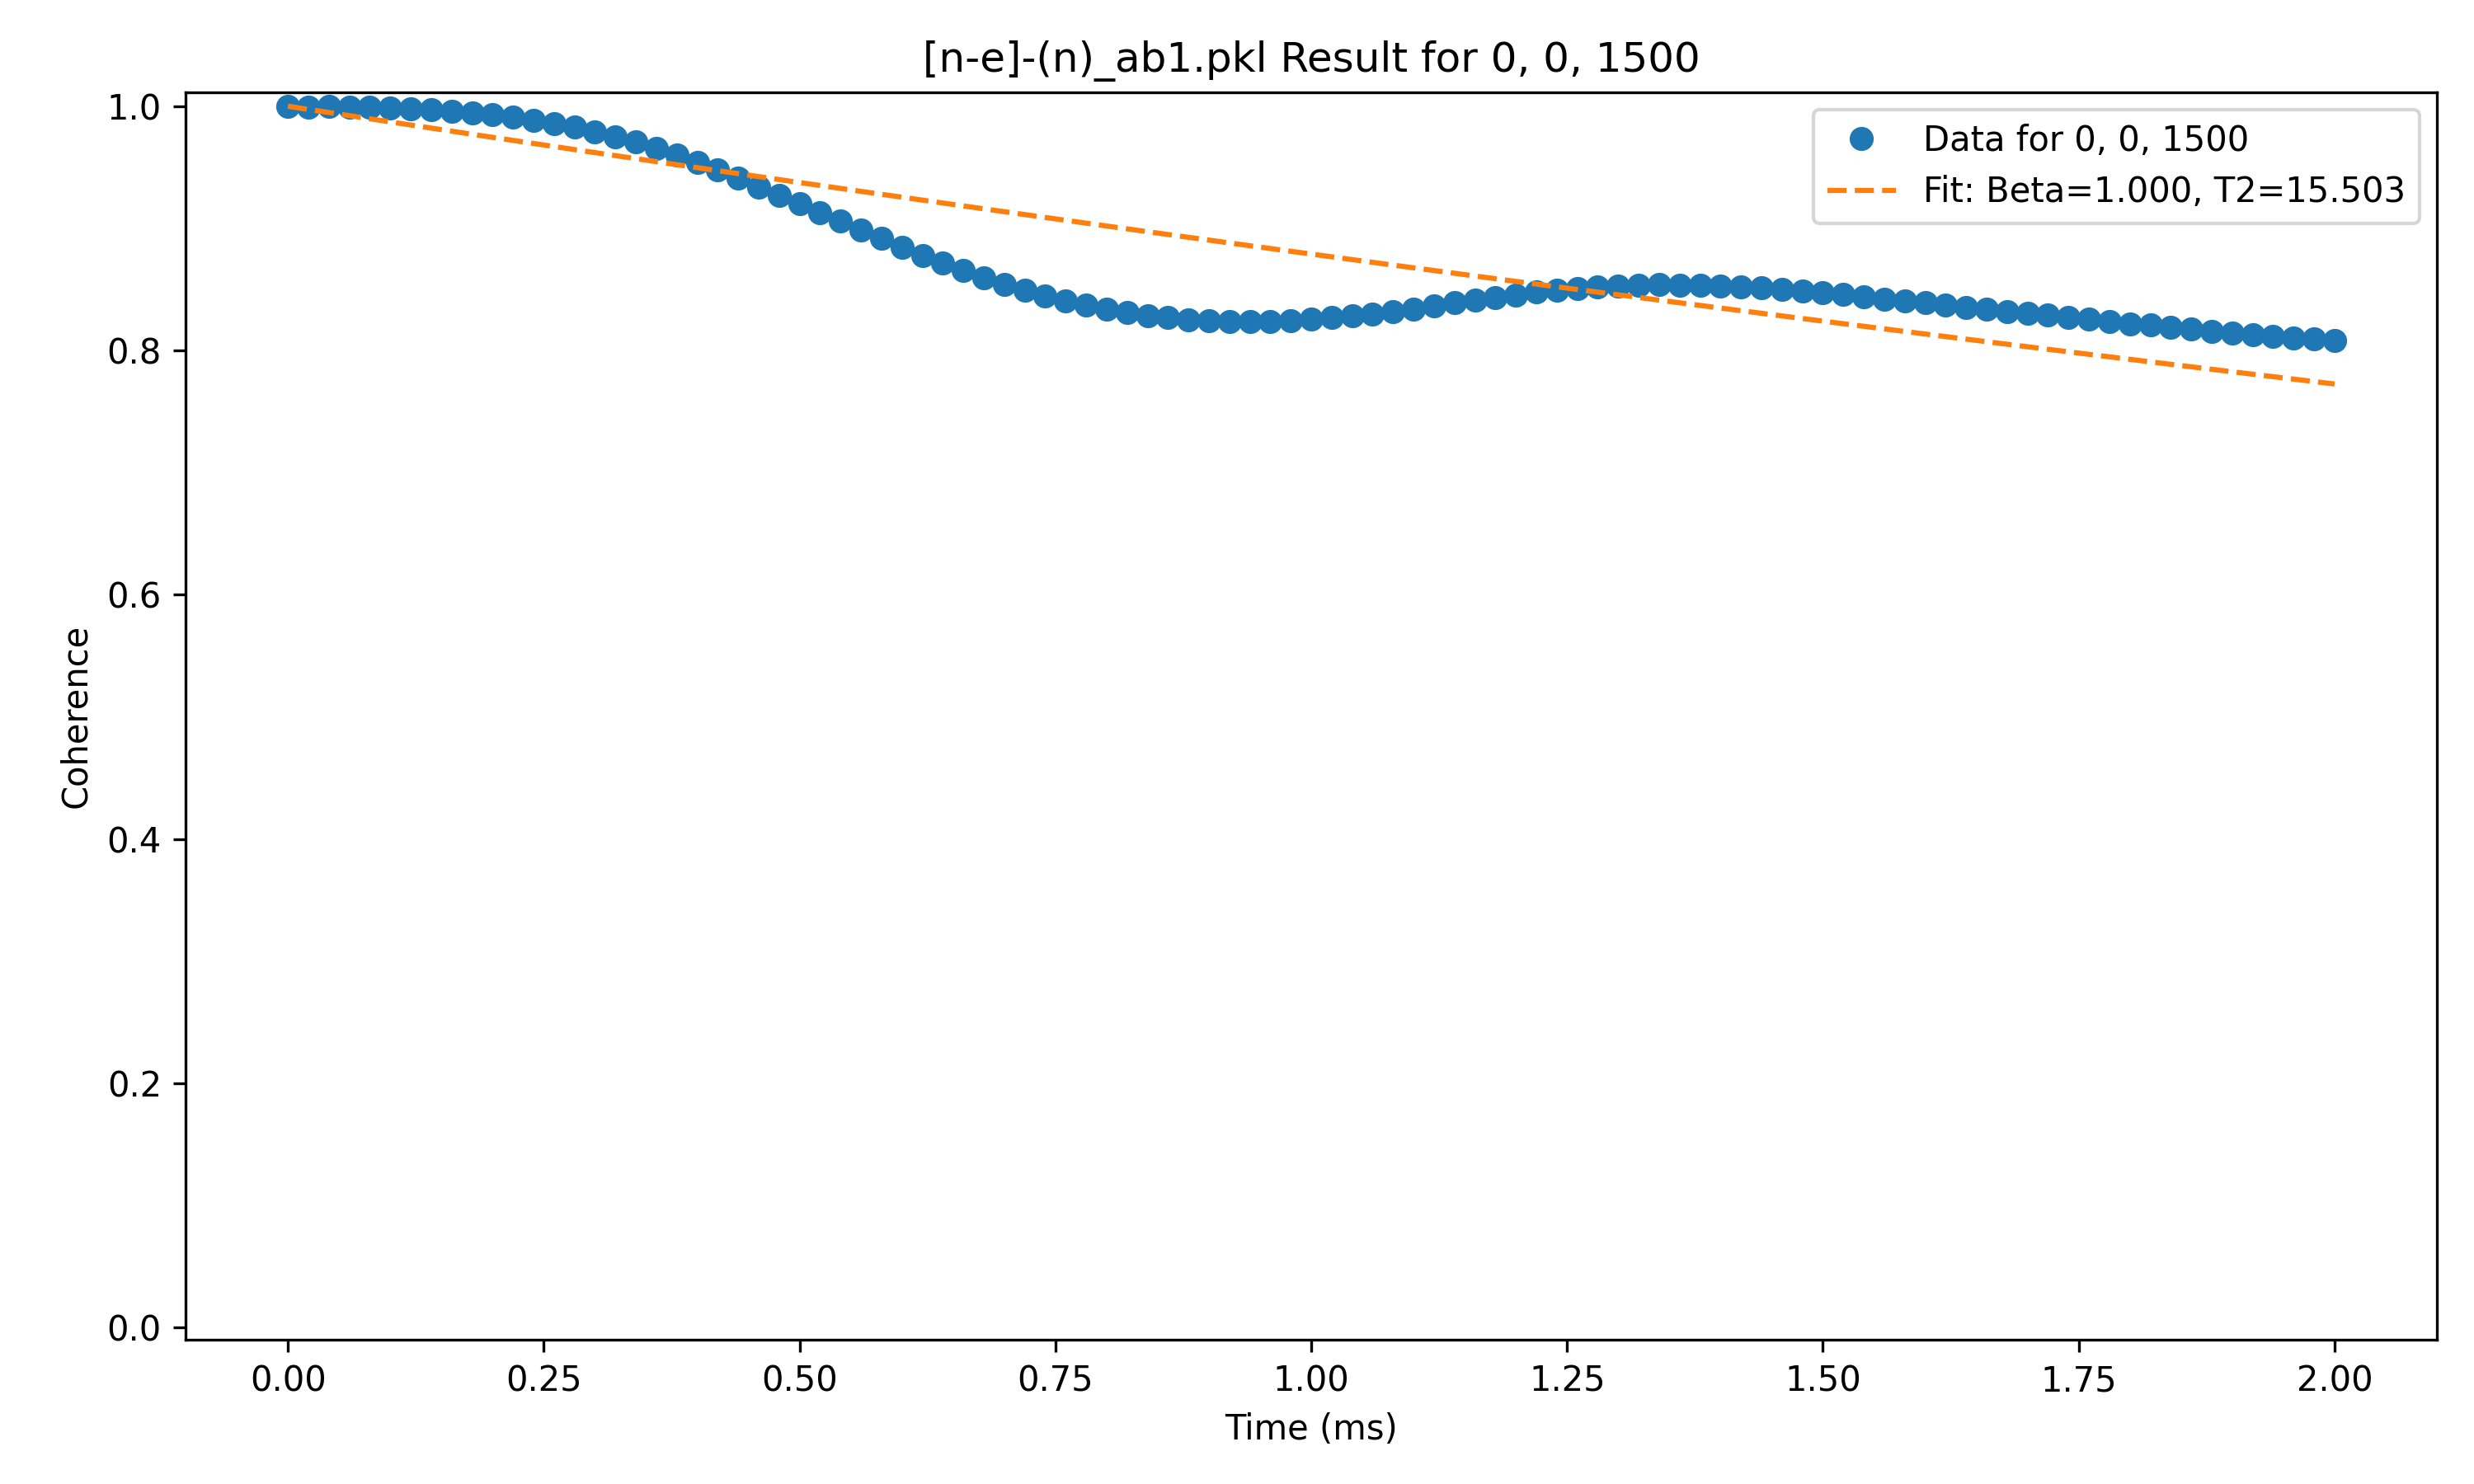 [n-e]-(n)_ab1.pkl Result for 0, 0, 1500
Data for 0, 0, 1500
Fit: Beta=1.000, T2=15.503
1.0
0.8
0.6
0.4
0.2
0.0
Coherence
0.00 0.25 0.50 0.75 1.00 1.25 1.50 1.75 2.00
Time (ms)